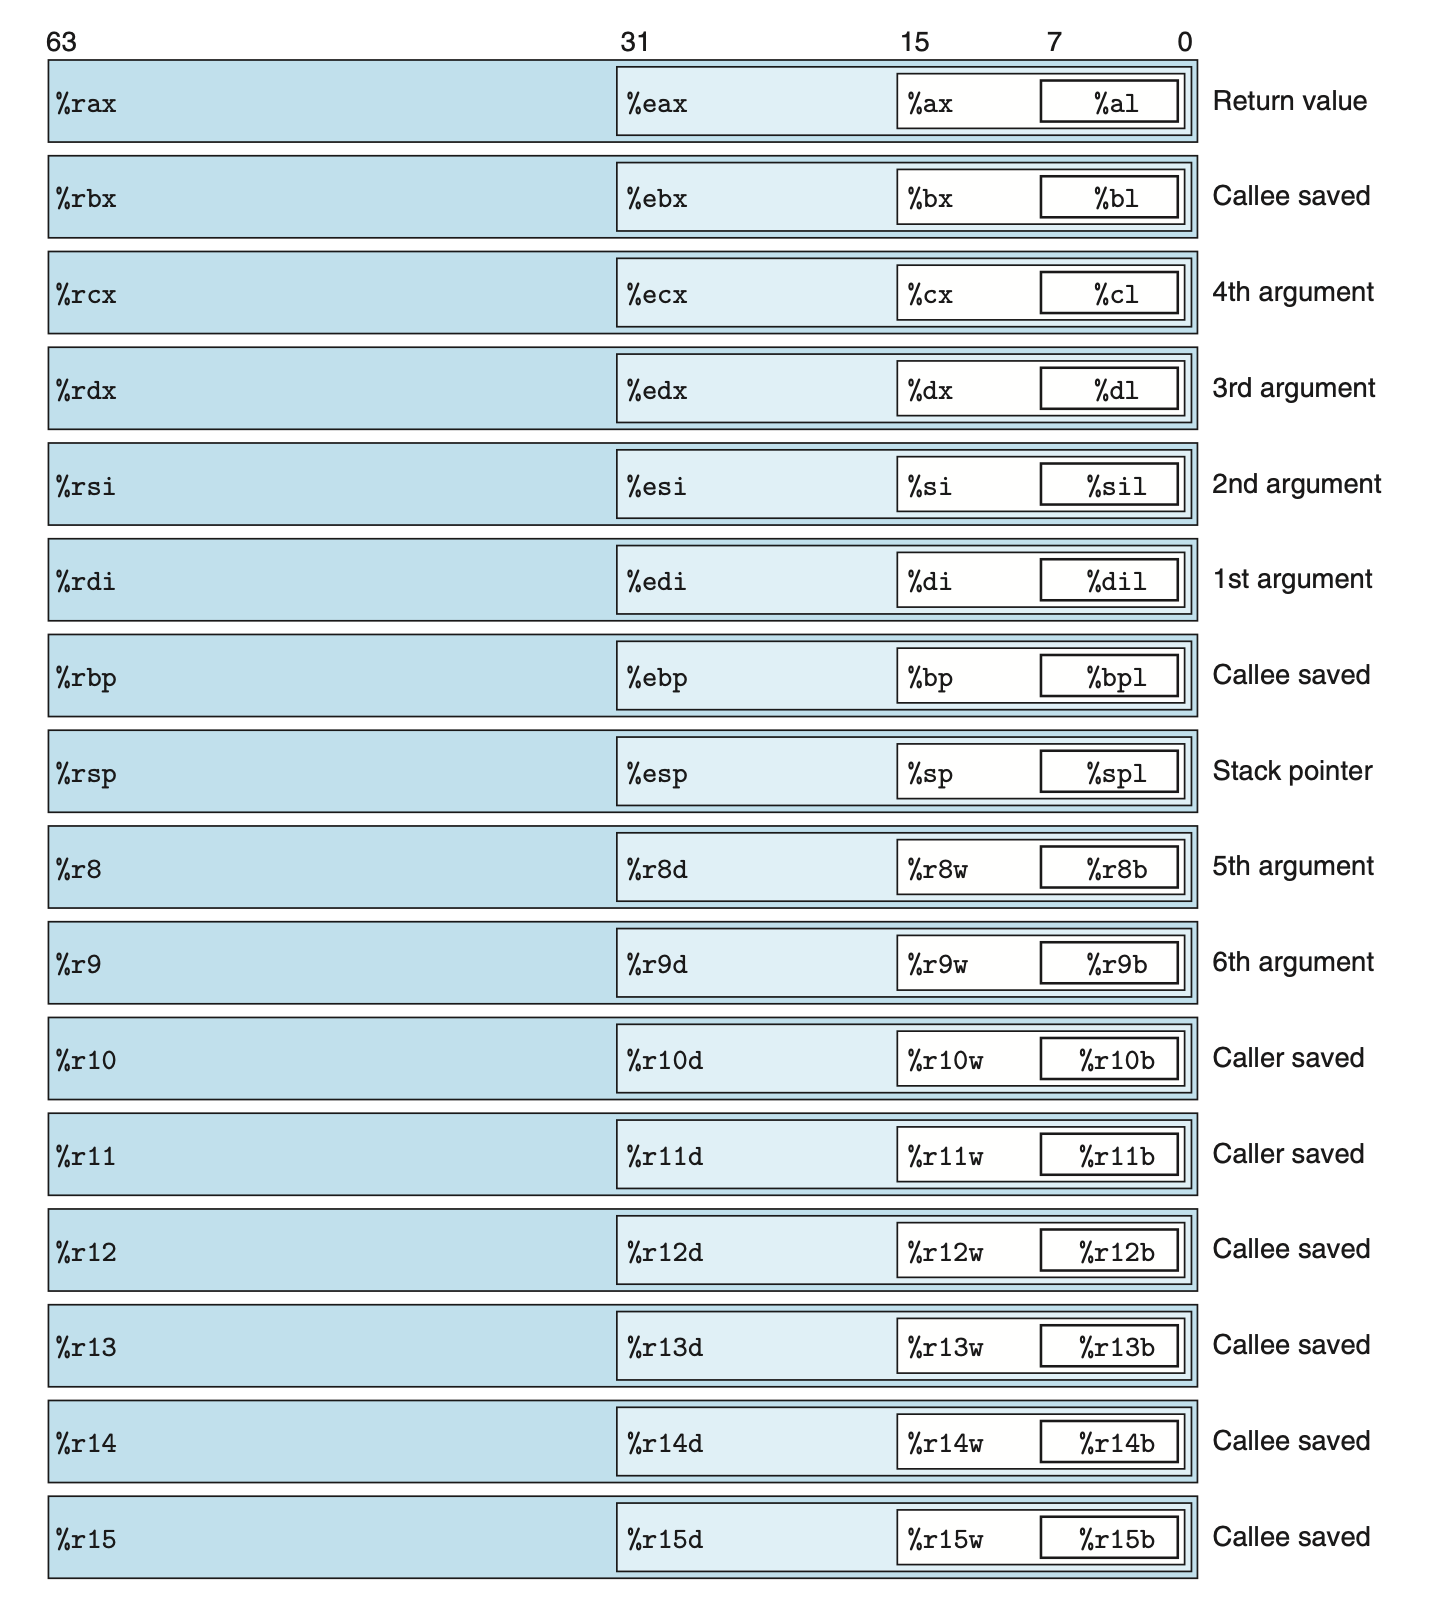 63 31 15 7 0
%rax %eax %ax %al Return value
%rbx %ebx %bx %bl Callee saved
%rcx %ecx %cx %cl 4th argument
%rdx %edx %dx %dl 3rd argument
%rsi %esi %si %sil 2nd argument
%rdi %edi %di %dil 1st argument
%rbp %ebp %bp %bpl Callee saved
%rsp %esp %sp %spl Stack pointer
%r8 %r8d %r8w %r8b 5th argument
%r9 %r9d %r9w %r9b 6th argument
%r10 %r10d %r10w %r10b Caller saved
%r11 %r11d %r11w %r11b Caller saved
%r12 %r12d %r12w %r12b Callee saved
%r13 %r13d %r13w %r13b Callee saved
%r14 %r14d %r14w %r14b Callee saved
%r15 %r15d %r15w %r15b Callee saved